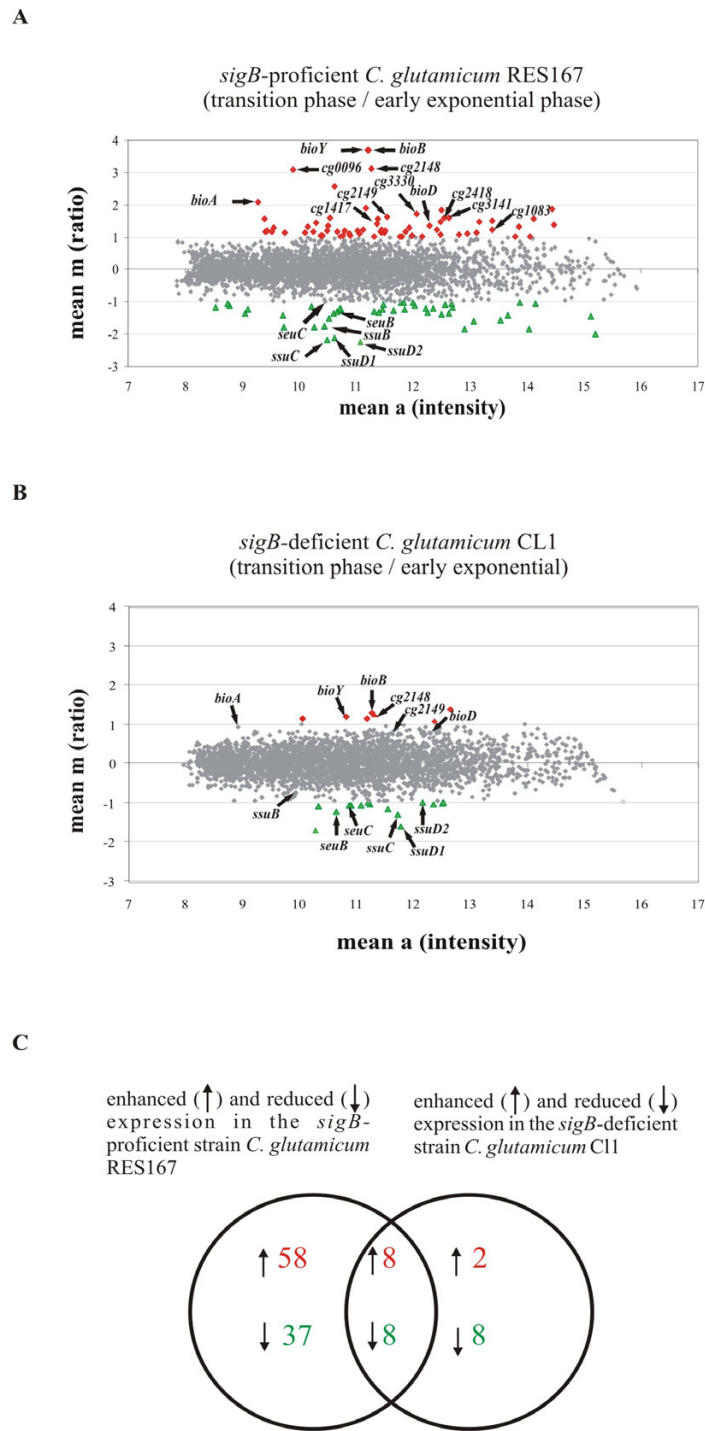 A
sigB-proficient C. glutamicum RES167
(transition phase / early exponential phase)
mean m (ratio)
4
3
2
1
0
-1
-2
-3
bioY
bioB
cg0096
cg2148
cg3330
bioD
bioA
cg2149
cg2418
cg1417
cg3141
cg1083
seuC
seuB
ssuB
ssuC
ssuD1
ssuD2
7 8 9 10 11 12 13 14 15 16 17
mean a (intensity)
B
sigB-deficient C. glutamicum CL1
(transition phase / early exponential)
mean m (ratio)
4
3
2
1
0
-1
-2
-3
bioA
bioY
bioB
cg2148
cg2149
bioD
ssuB
seuB
seuC
ssuC
ssuD1
ssuD2
7 8 9 10 11 12 13 14 15 16 17
mean a (intensity)
C
enhanced (↑) and reduced (↓)
expression in the sigB-
proficient strain C. glutamicum
RES167
enhanced (↑) and reduced (↓)
expression in the sigB-deficient
strain C. glutamicum Cl1
↑ 58 ↑ 8 ↑ 2
↓ 37 ↓ 8 ↓ 8